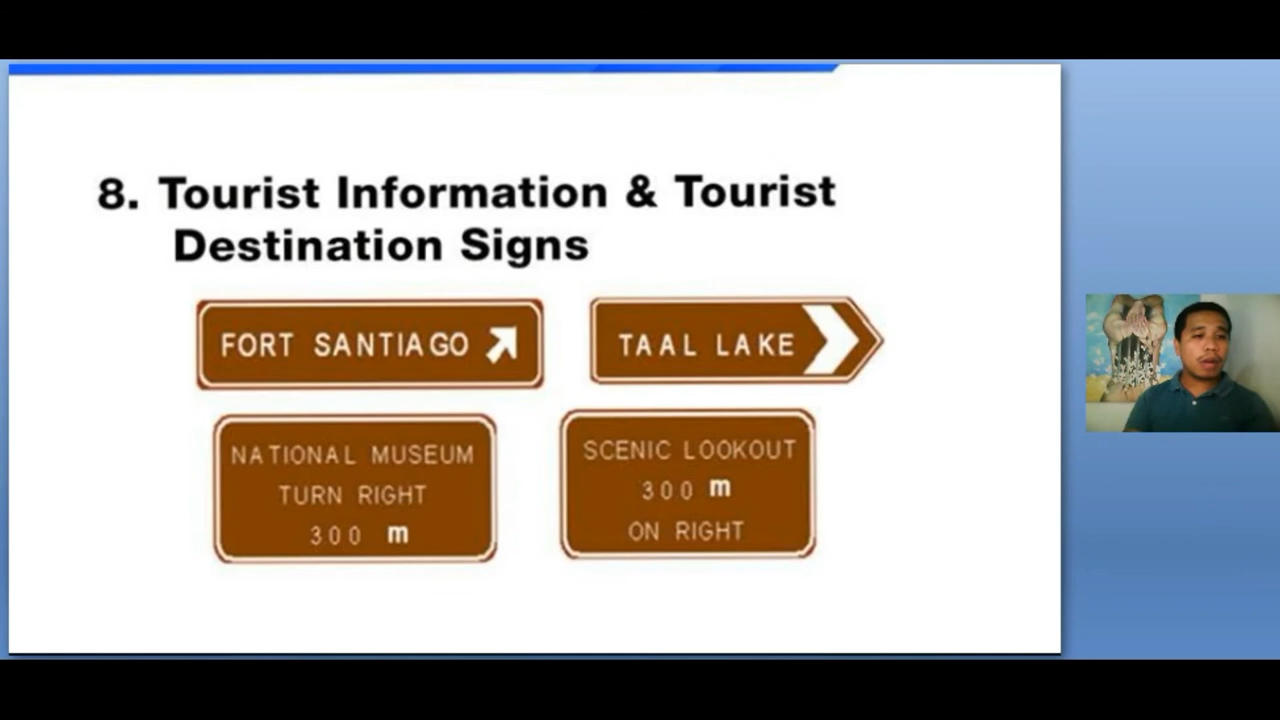 8. Tourist Information & Tourist
Destination Signs
FORT SANTIAGO
TAAL LAKE
NATIONAL MUSEUM
TURN RIGHT
300 m
SCENIC LOOKOUT
300 m
ON RIGHT